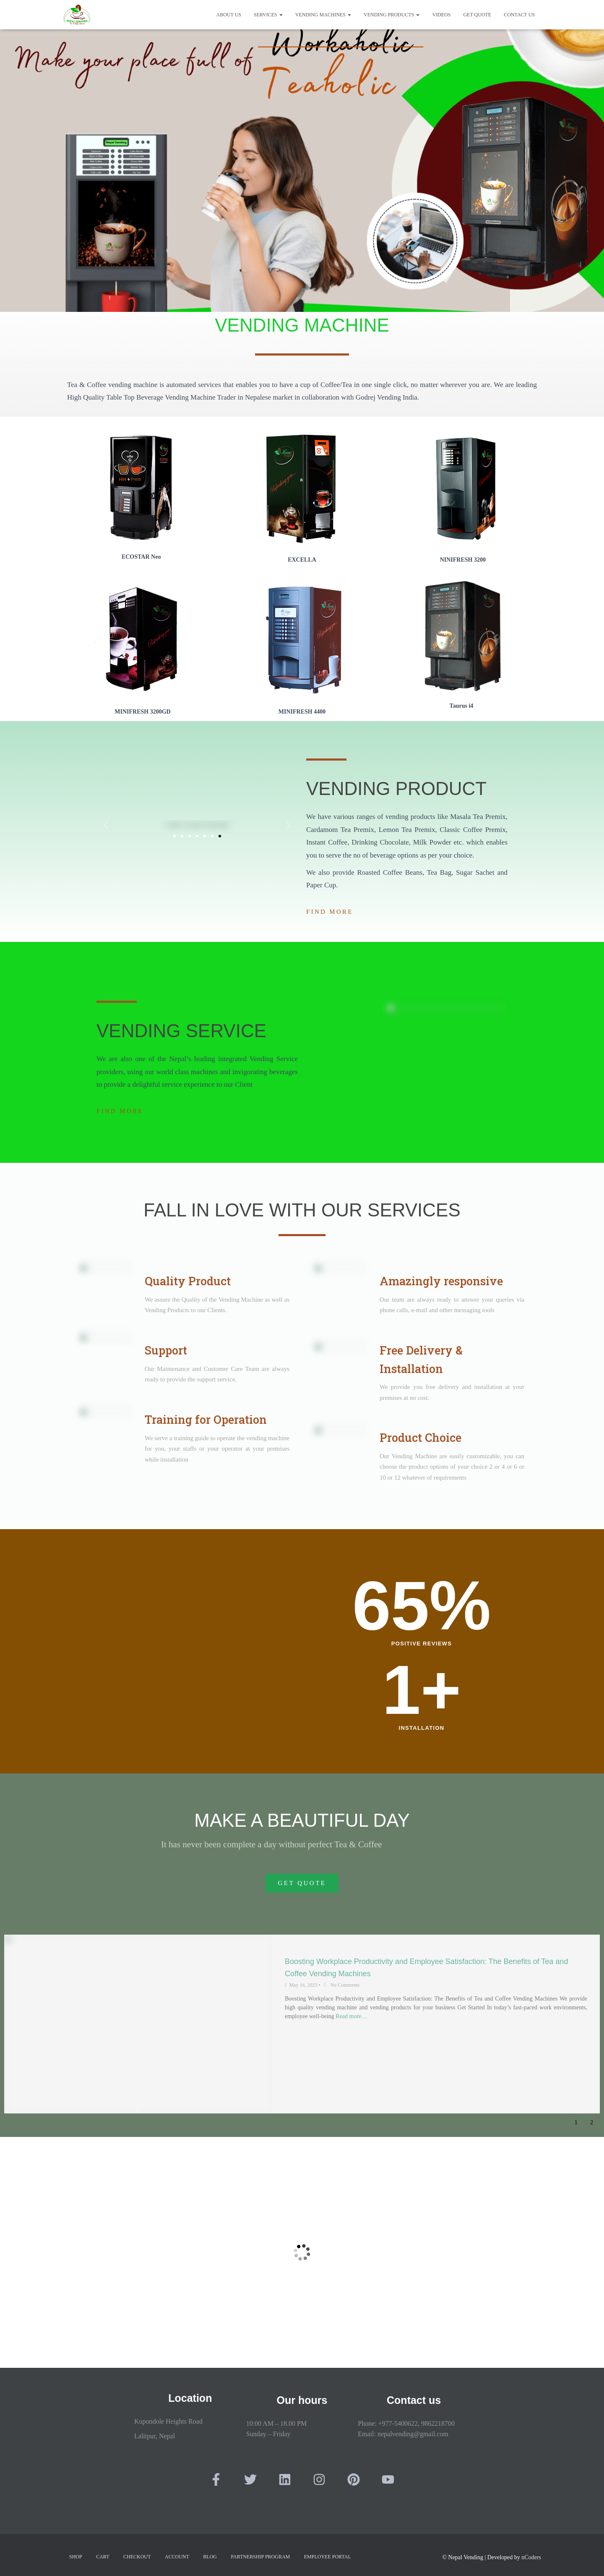 ABOUT US SERVICES VENDING MACHINES VENDING PRODUCTS VIDEOS GET QUOTE CONTACT US
Make your place full of Workaholic
Teaholic
VENDING MACHINE
Tea & Coffee vending machine is automated services that enables you to have a cup of Coffee/Tea in one single click, no matter wherever you are. We are leading
High Quality Table Top Beverage Vending Machine Trader in Nepalese market in collaboration with Godrej Vending India.
ECOSTAR Neo
EXCELLA
NINIFRESH 3200
MINIFRESH 3200GD
MINIFRESH 4400
Taurus i4
VENDING PRODUCT
We have various ranges of vending products like Masala Tea Premix,
Cardamom Tea Premix, Lemon Tea Premix, Classic Coffee Premix,
Instant Coffee, Drinking Chocolate, Milk Powder etc. which enables
you to serve the no of beverage options as per your choice.
We also provide Roasted Coffee Beans, Tea Bag, Sugar Sachet and
Paper Cup.
FIND MORE
VENDING SERVICE
We are also one of the Nepal's leading integrated Vending Service
providers, using our world class machines and invigorating beverages
to provide a delightful service experience to our Client
FIND MORE
FALL IN LOVE WITH OUR SERVICES
Quality Product
We assure the Quality of the Vending Machine as well as
Vending Products to our Clients.
Support
Our Maintenance and Customer Care Team are always
ready to provide the support service.
Training for Operation
We serve a training guide to operate the vending machine
for you, your staffs or your operator at your premises
while installation
Amazingly responsive
Our team are always ready to answer your queries via
phone calls, e-mail and other messaging tools
Free Delivery &
Installation
We provide you free delivery and installation at your
premises at no cost.
Product Choice
Our Vending Machine are easily customizable, you can
choose the product options of your choice 2 or 4 or 6 or
10 or 12 whatever of requirements
65%
POSITIVE REVIEWS
1+
INSTALLATION
MAKE A BEAUTIFUL DAY
It has never been complete a day without perfect Tea & Coffee
GET QUOTE
Boosting Workplace Productivity and Employee Satisfaction: The Benefits of Tea and
Coffee Vending Machines
May 16, 2023 • No Comments
Boosting Workplace Productivity and Employee Satisfaction: The Benefits of Tea and Coffee Vending Machines We provide
high quality vending machine and vending products for your business Get Started In today's fast-paced work environments,
employee well-being Read more…
1 2
Location
Kupondole Heights Road
Lalitpur, Nepal
Our hours
10:00 AM – 18.00 PM
Sunday – Friday
Contact us
Phone: +977-5400622, 9862218700
Email: nepalvending@gmail.com
SHOP CART CHECKOUT ACCOUNT BLOG PARTNERSHIP PROGRAM EMPLOYEE PORTAL
© Nepal Vending | Developed by nCoders